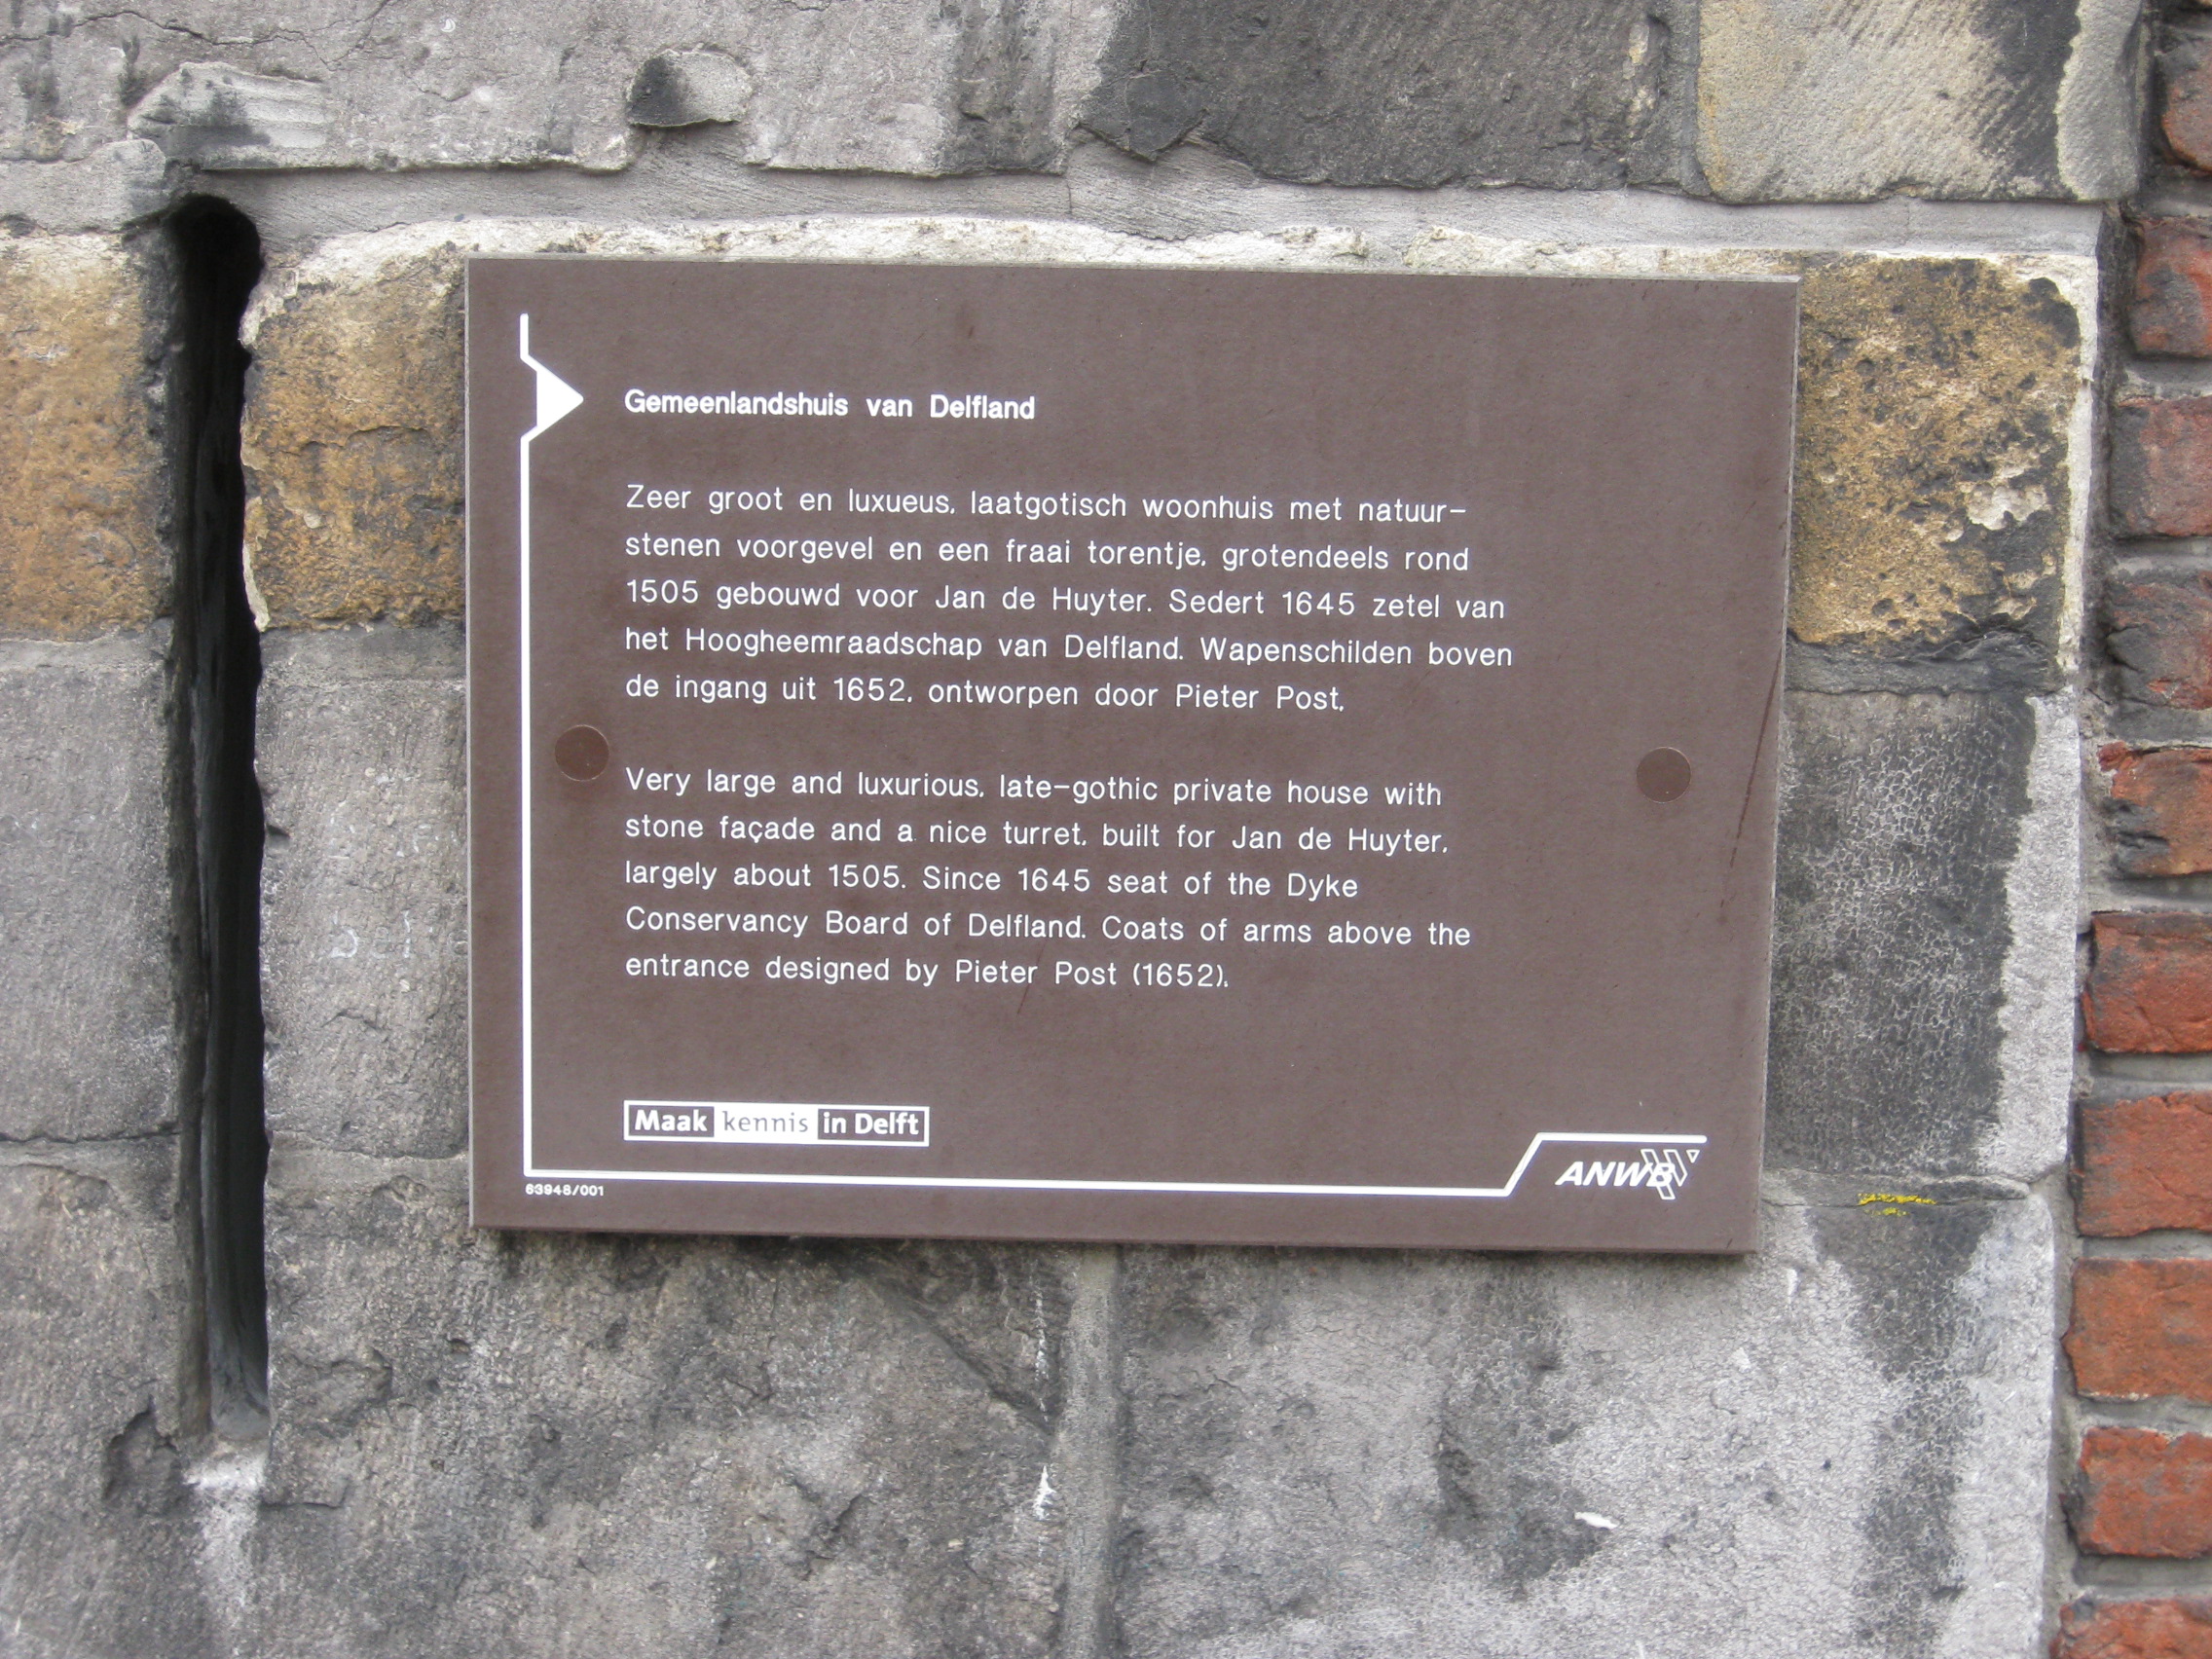 Gemeenlandshuis van Delfland
Zeer groot en luxueus, laatgotisch woonhuis met natuur-
stenen voorgevel en een fraai torentje, grotendeels rond
1505 gebouwd voor Jan de Huyter. Sedert 1645 zetel van
het Hoogheemraadschap van Delfland. Wapenschilden boven
de ingang uit 1652, ontworpen door Pieter Post.
Very large and luxurious, late-gothic private house with
stone façade and a nice turret, built for Jan de Huyter,
largely about 1505. Since 1645 seat of the Dyke
Conservancy Board of Delfland. Coats of arms above the
entrance designed by Pieter Post (1652).
Maak kennis in Delft
ANWB
63948/001